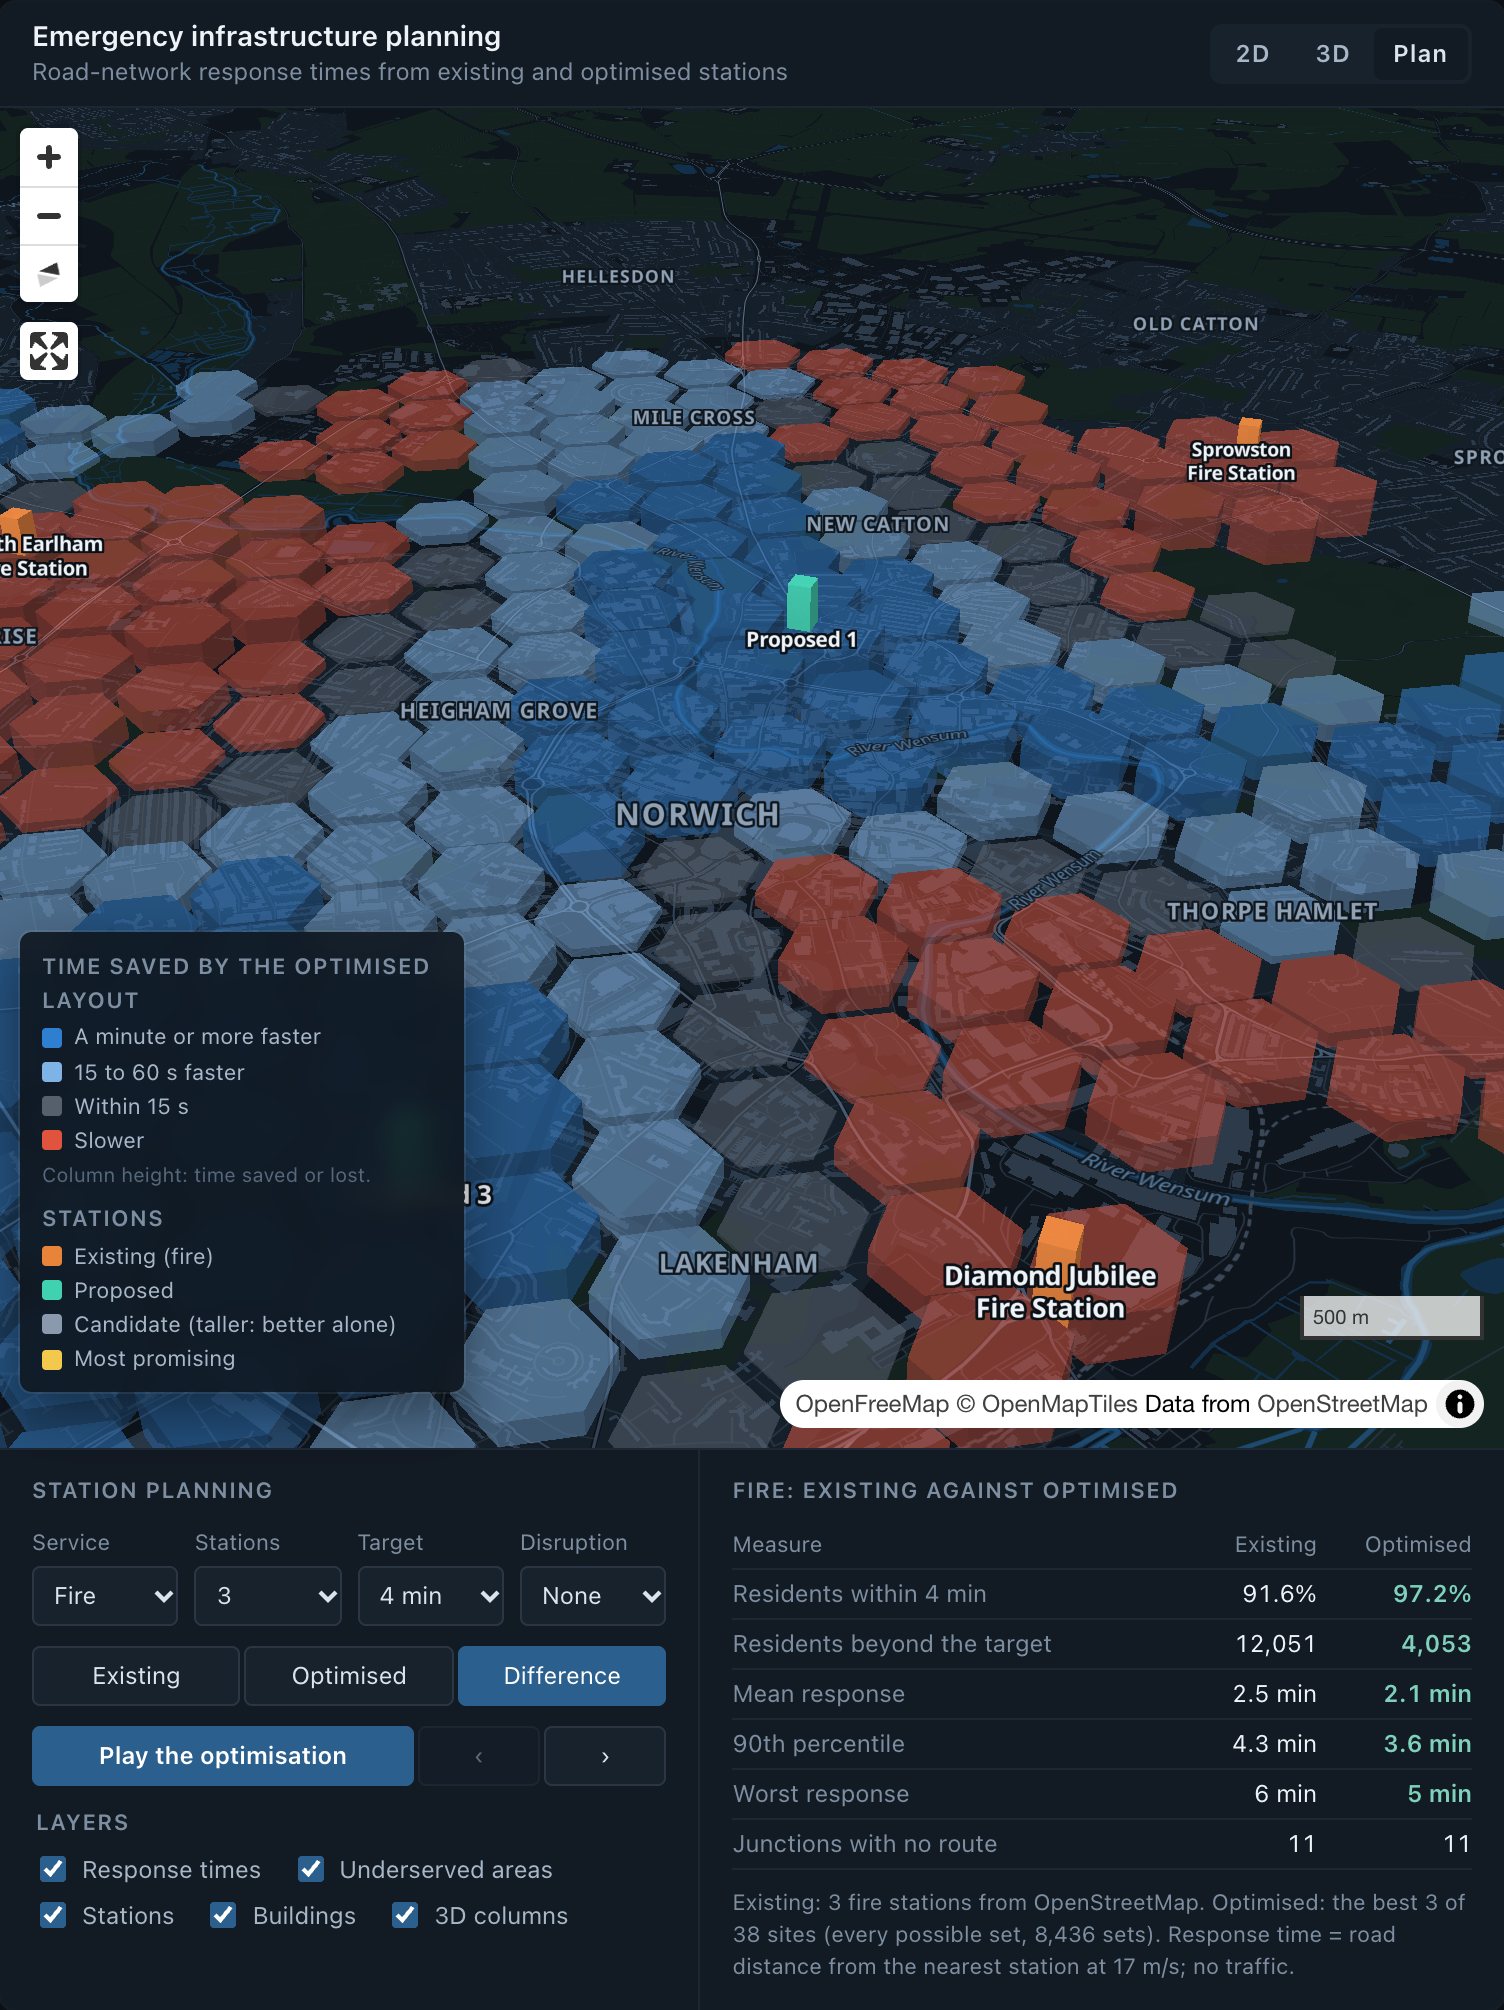 Emergency infrastructure planning
Road-network response times from existing and optimised stations
2D
3D
Plan
HELLESDON
OLD CATTON
MILE CROSS
Sprowston
Fire Station
SPRO
NEW CATTON
th Earlham
e Station
River Wensum
RISE
Proposed 1
HEIGHAM GROVE
River Wensum
NORWICH
River Wensum
THORPE HAMLET
TIME SAVED BY THE OPTIMISED
LAYOUT
A minute or more faster
15 to 60 s faster
Within 15 s
Slower
Column height: time saved or lost.
STATIONS
Existing (fire)
Proposed
Candidate (taller: better alone)
Most promising
d 3
River Wensum
LAKENHAM
Diamond Jubilee
Fire Station
500 m
OpenFreeMap © OpenMapTiles Data from OpenStreetMap
STATION PLANNING
Service
Stations
Target
Disruption
Fire
3
4 min
None
Existing
Optimised
Difference
Play the optimisation
‹
›
LAYERS
Response times
Underserved areas
Stations
Buildings
3D columns
FIRE: EXISTING AGAINST OPTIMISED
Measure Existing Optimised
Residents within 4 min 91.6% 97.2%
Residents beyond the target 12,051 4,053
Mean response 2.5 min 2.1 min
90th percentile 4.3 min 3.6 min
Worst response 6 min 5 min
Junctions with no route 11 11
Existing: 3 fire stations from OpenStreetMap. Optimised: the best 3 of
38 sites (every possible set, 8,436 sets). Response time = road
distance from the nearest station at 17 m/s; no traffic.